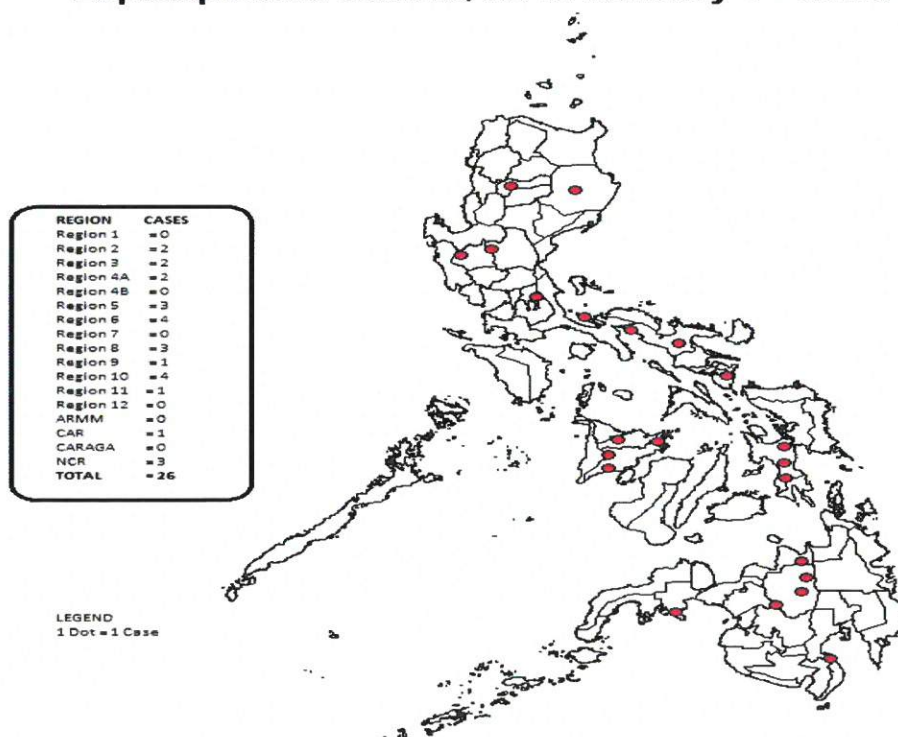 REGION CASES
Region 1 =0
Region 2 =2
Region 3 =2
Region 4A =2
Region 4B =0
Region 5 =3
Region 6 =4
Region 7 =0
Region 8 =3
Region 9 =1
Region 10 =4
Region 11 =1
Region 12 =0
ARMM =0
CAR =1
CARAGA =0
NCR =3
TOTAL =26
LEGEND
1 Dot = 1 Case